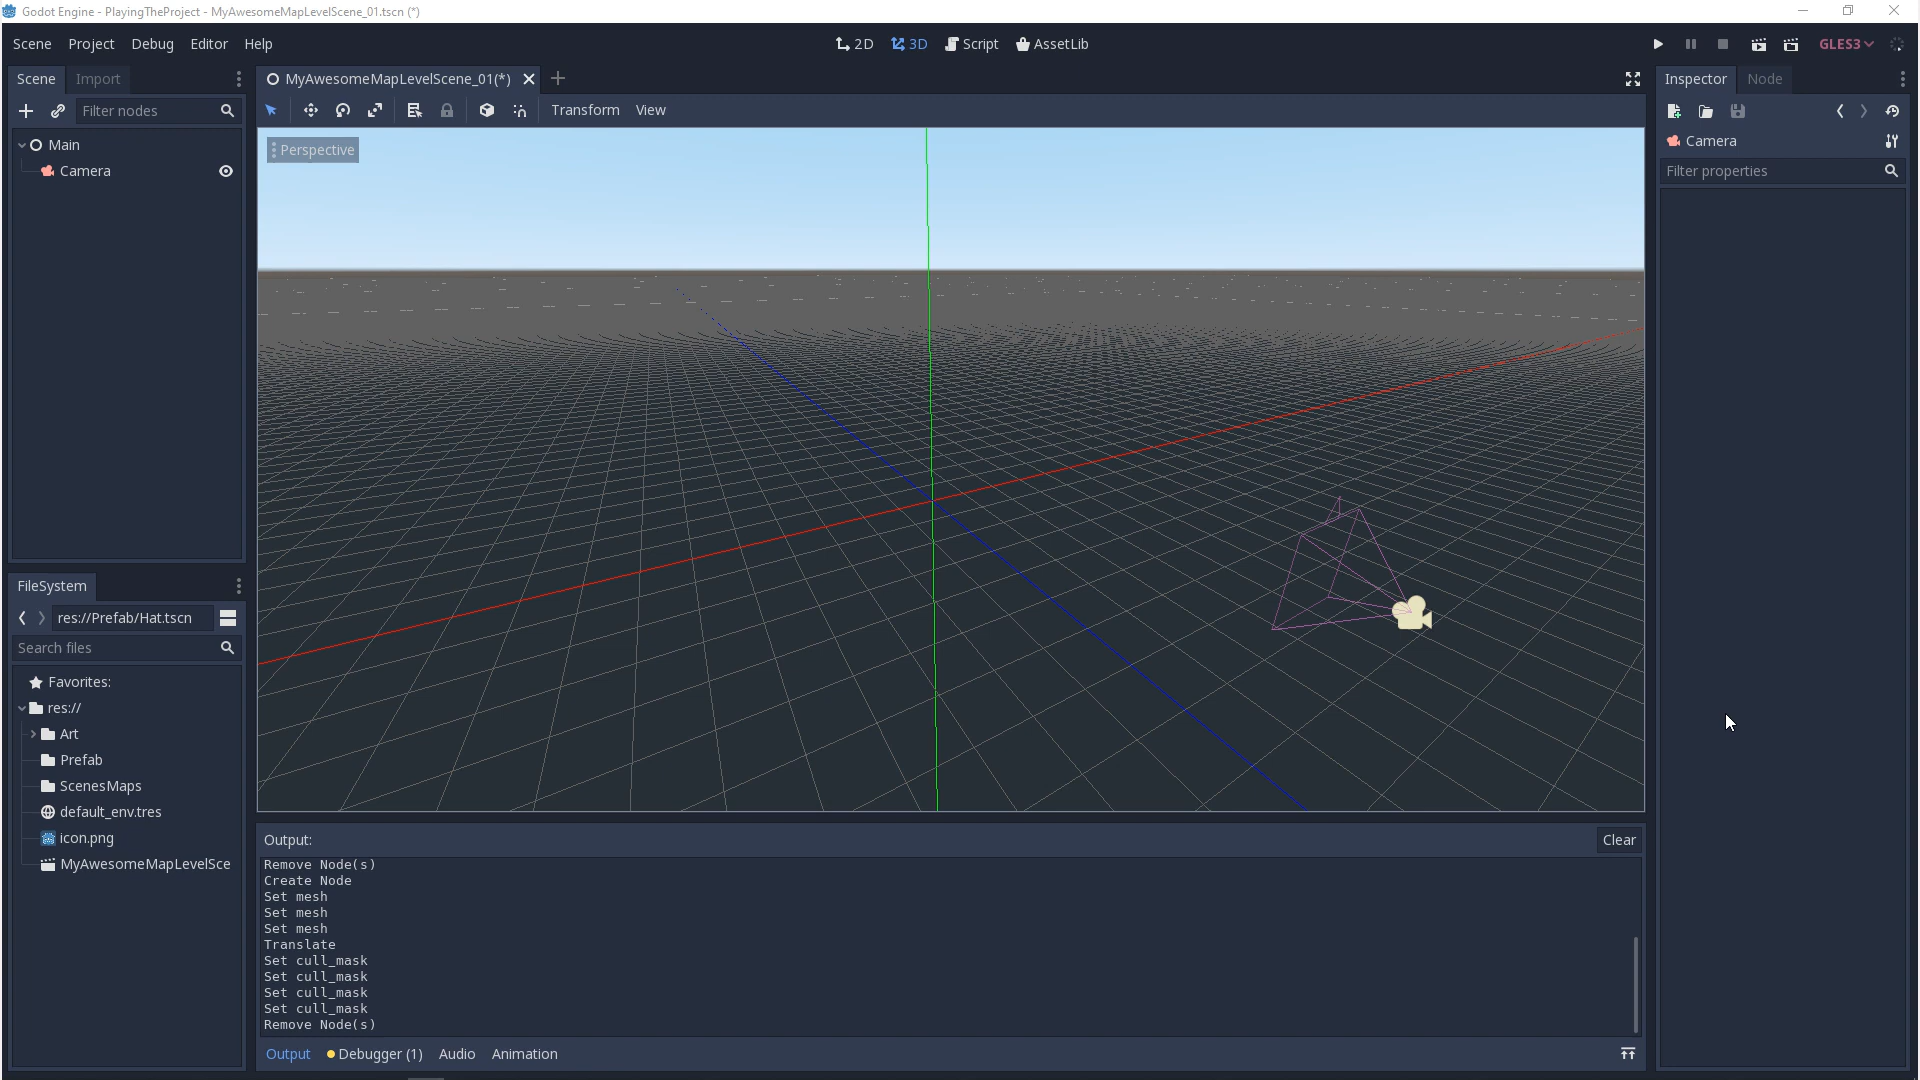 Godot Engine - PlayingTheProject - MyAwesomeMapLevelScene_01.tscn (*)
Scene Project Debug Editor Help
2D 3D Script AssetLib
GLES3
Scene Import
MyAwesomeMapLevelScene_01(*)
Inspector Node
Filter nodes
Transform View
Main
Camera
Perspective
Camera
Filter properties
FileSystem
res://Prefab/Hat.tscn
Search files
Favorites:
res://
Art
Prefab
ScenesMaps
default_env.tres
icon.png
MyAwesomeMapLevelSce
Output:
Clear
Remove Node(s)
Create Node
Set mesh
Set mesh
Set mesh
Translate
Set cull_mask
Set cull_mask
Set cull_mask
Set cull_mask
Remove Node(s)
Output Debugger (1) Audio Animation